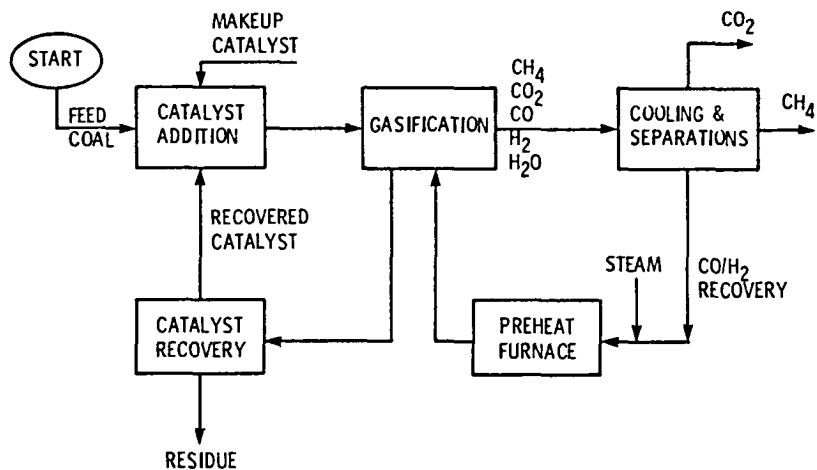 START
FEED
COAL
MAKEUP
CATALYST
CATALYST
ADDITION
GASIFICATION
CH4
CO2
CO
H2
H2O
COOLING &
SEPARATIONS
CO2
CH4
RECOVERED
CATALYST
CATALYST
RECOVERY
RESIDUE
STEAM
CO/H2
RECOVERY
PREHEAT
FURNACE